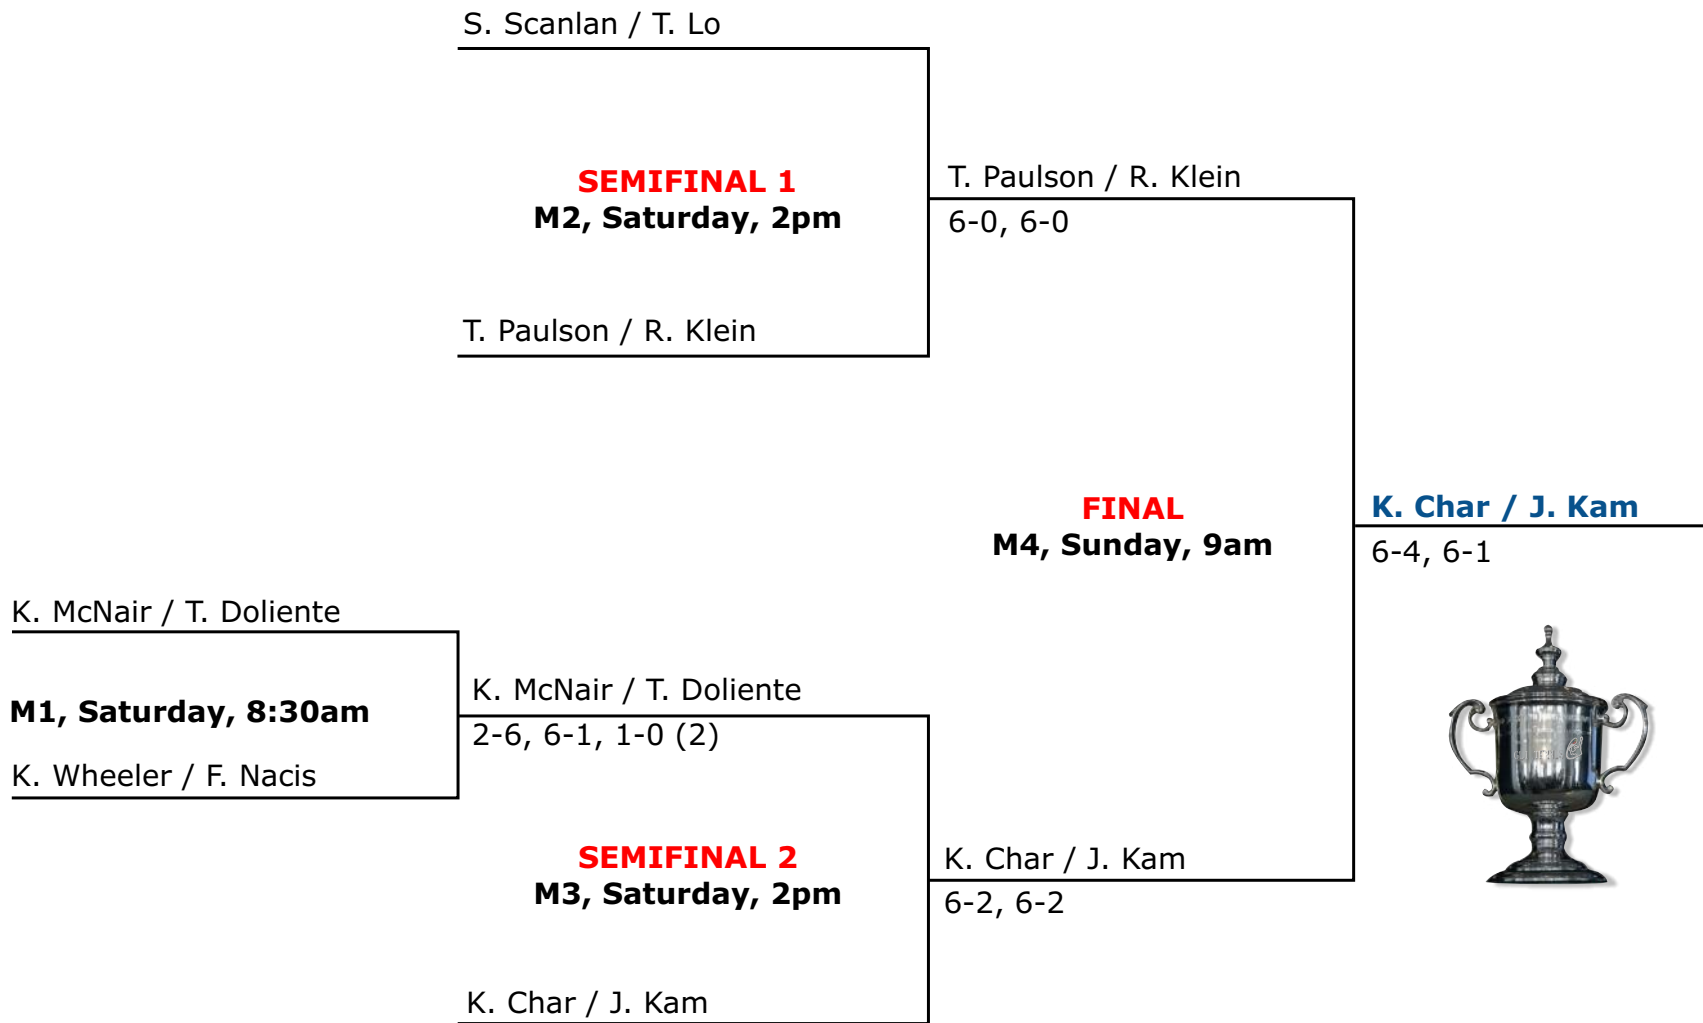 S. Scanlan / T. Lo
SEMIFINAL 1
M2, Saturday, 2pm
T. Paulson / R. Klein
6-0, 6-0
T. Paulson / R. Klein
FINAL
M4, Sunday, 9am
K. Char / J. Kam
6-4, 6-1
K. McNair / T. Doliente
M1, Saturday, 8:30am
K. Wheeler / F. Nacis
K. McNair / T. Doliente
2-6, 6-1, 1-0 (2)
SEMIFINAL 2
M3, Saturday, 2pm
K. Char / J. Kam
6-2, 6-2
K. Char / J. Kam